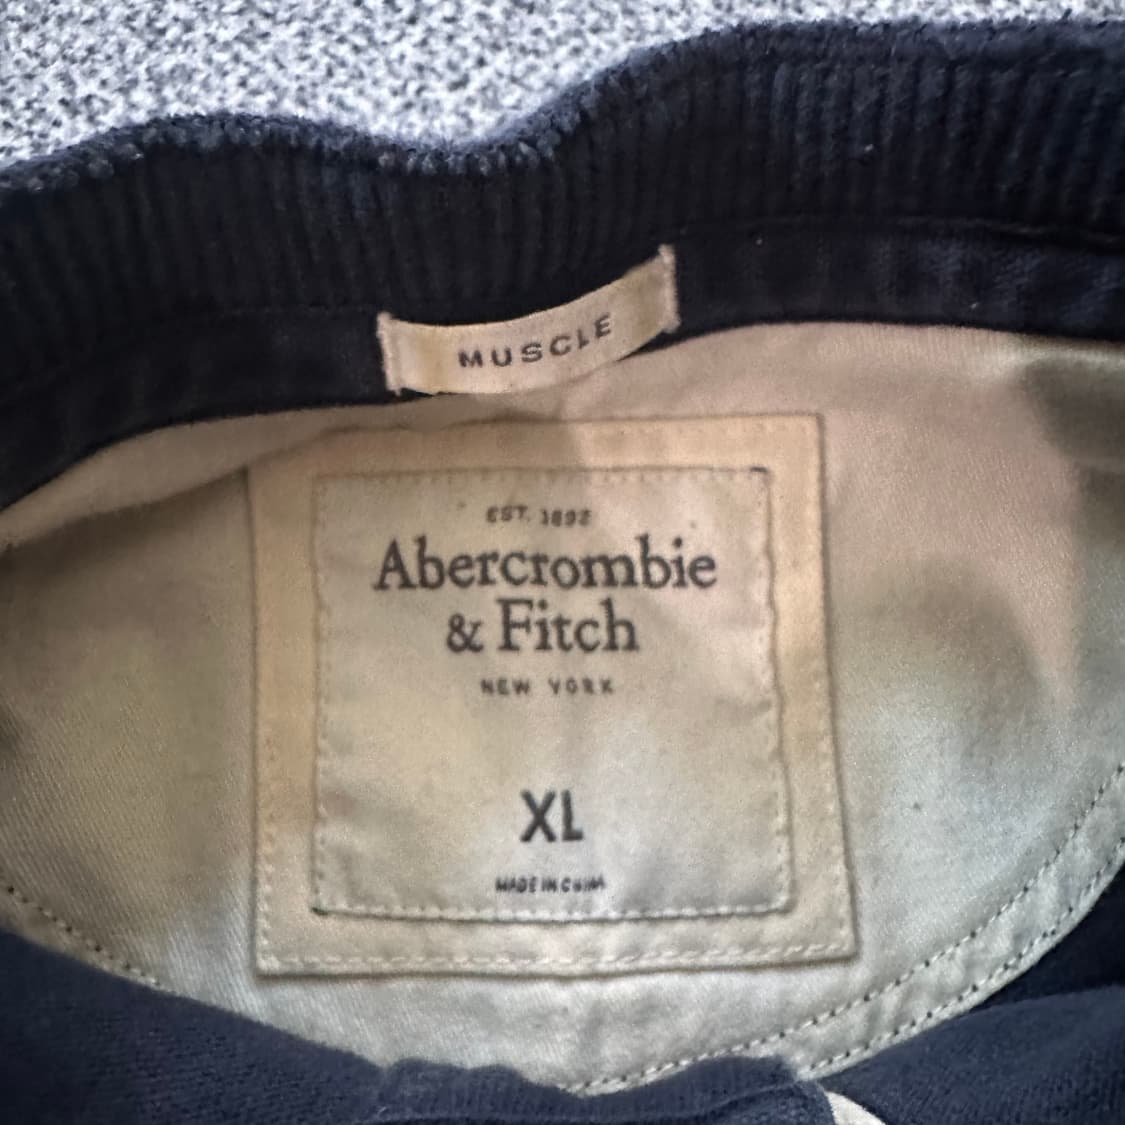 MUSCLE
EST. 1892
Abercrombie
& Fitch
NEW YORK
XL
MADE IN CHINA